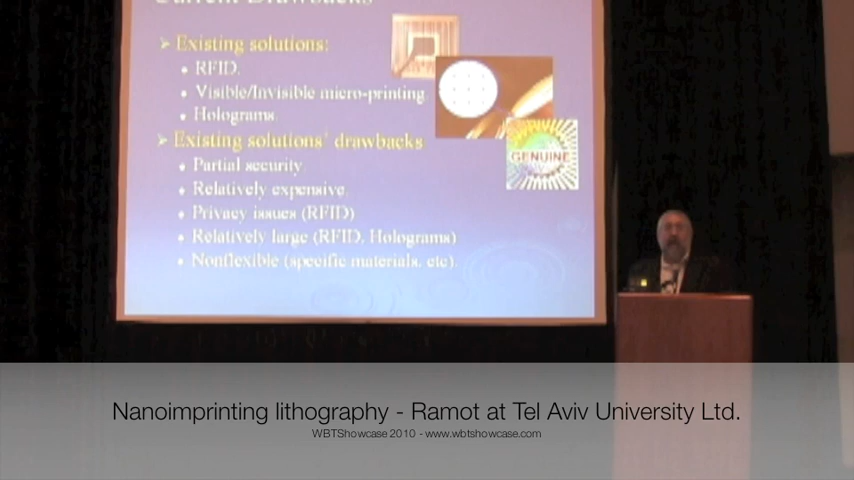 Current Drawbacks
➢ Existing solutions:
• RFID.
• Visible/Invisible micro-printing
• Holograms
➢ Existing solutions' drawbacks
• Partial security
• Relatively expensive
• Privacy issues (RFID)
• Relatively large (RFID, Holograms)
• Nonflexible (specific materials, etc).
GENUINE
Nanoimprinting lithography - Ramot at Tel Aviv University Ltd.
WBTShowcase 2010 - www.wbtshowcase.com